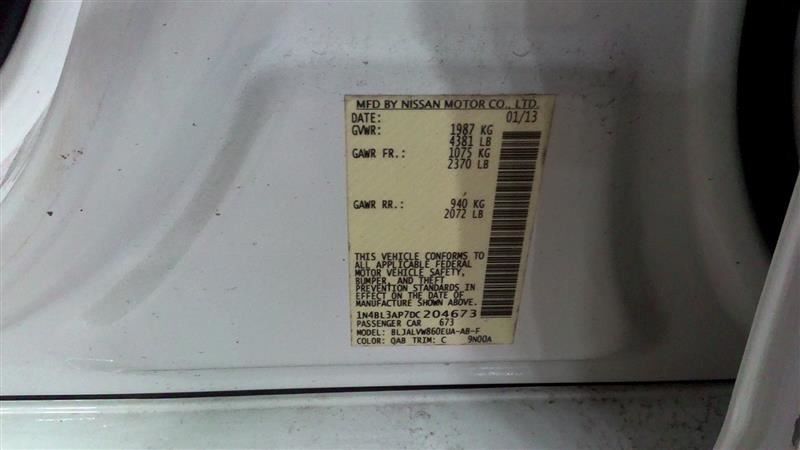 MFD BY NISSAN MOTOR CO., LTD.
DATE: 01/13
GVWR: 1987 KG
4381 LB
GAWR FR.: 1075 KG
2370 LB
GAWR RR.: 940 KG
2072 LB
THIS VEHICLE CONFORMS TO
ALL APPLICABLE FEDERAL
MOTOR VEHICLE SAFETY,
BUMPER, AND THEFT
PREVENTION STANDARDS IN
EFFECT ON THE DATE OF
MANUFACTURE SHOWN ABOVE.
1N4BL3AP7DC204673
PASSENGER CAR 673
MODEL: BLJALVW860EUA-AB-F
COLOR: QAB TRIM: C 9N00A